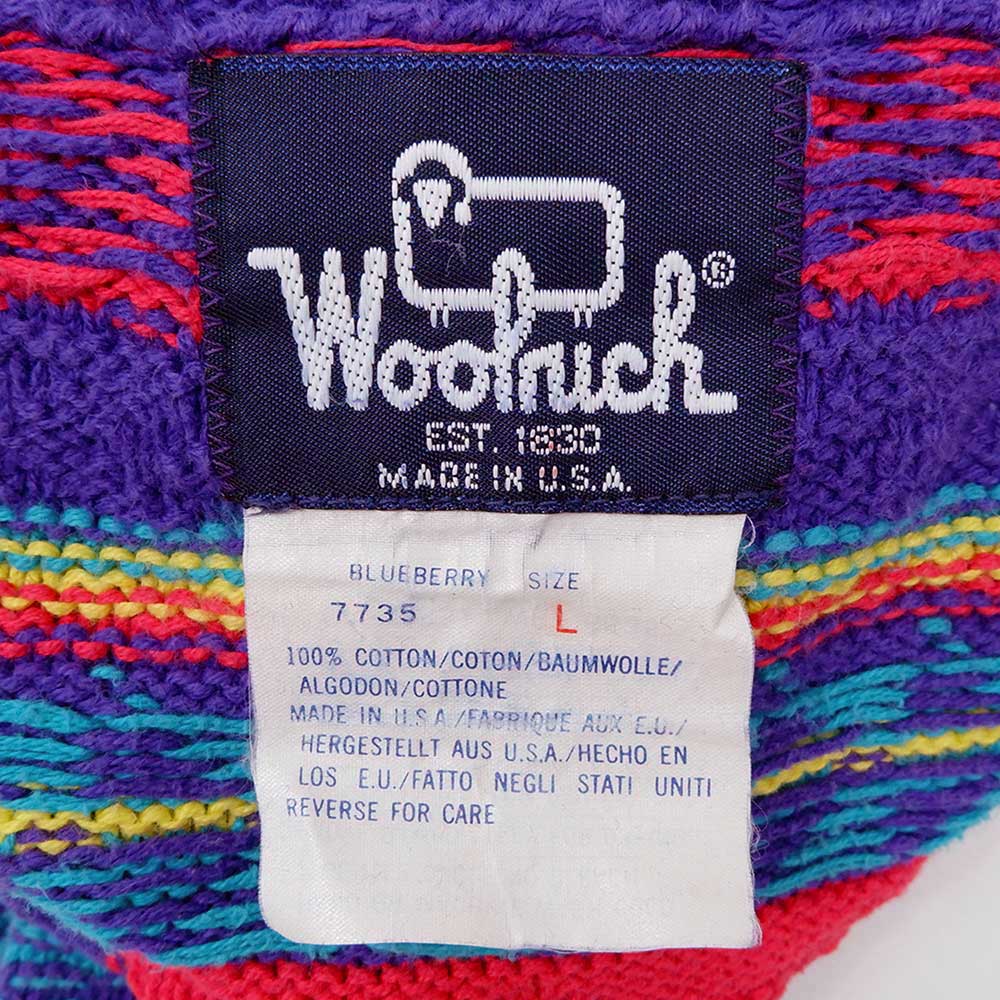 Woolrich®
EST. 1830
MADE IN U.S.A.
BLUEBERRY SIZE
7735 L
100% COTTON/COTON/BAUMWOLLE/
ALGODON/COTTONE
MADE IN U.S.A./FABRIQUE AUX E.U./
HERGESTELLT AUS U.S.A./HECHO EN
LOS E.U./FATTO NEGLI STATI UNITI
REVERSE FOR CARE